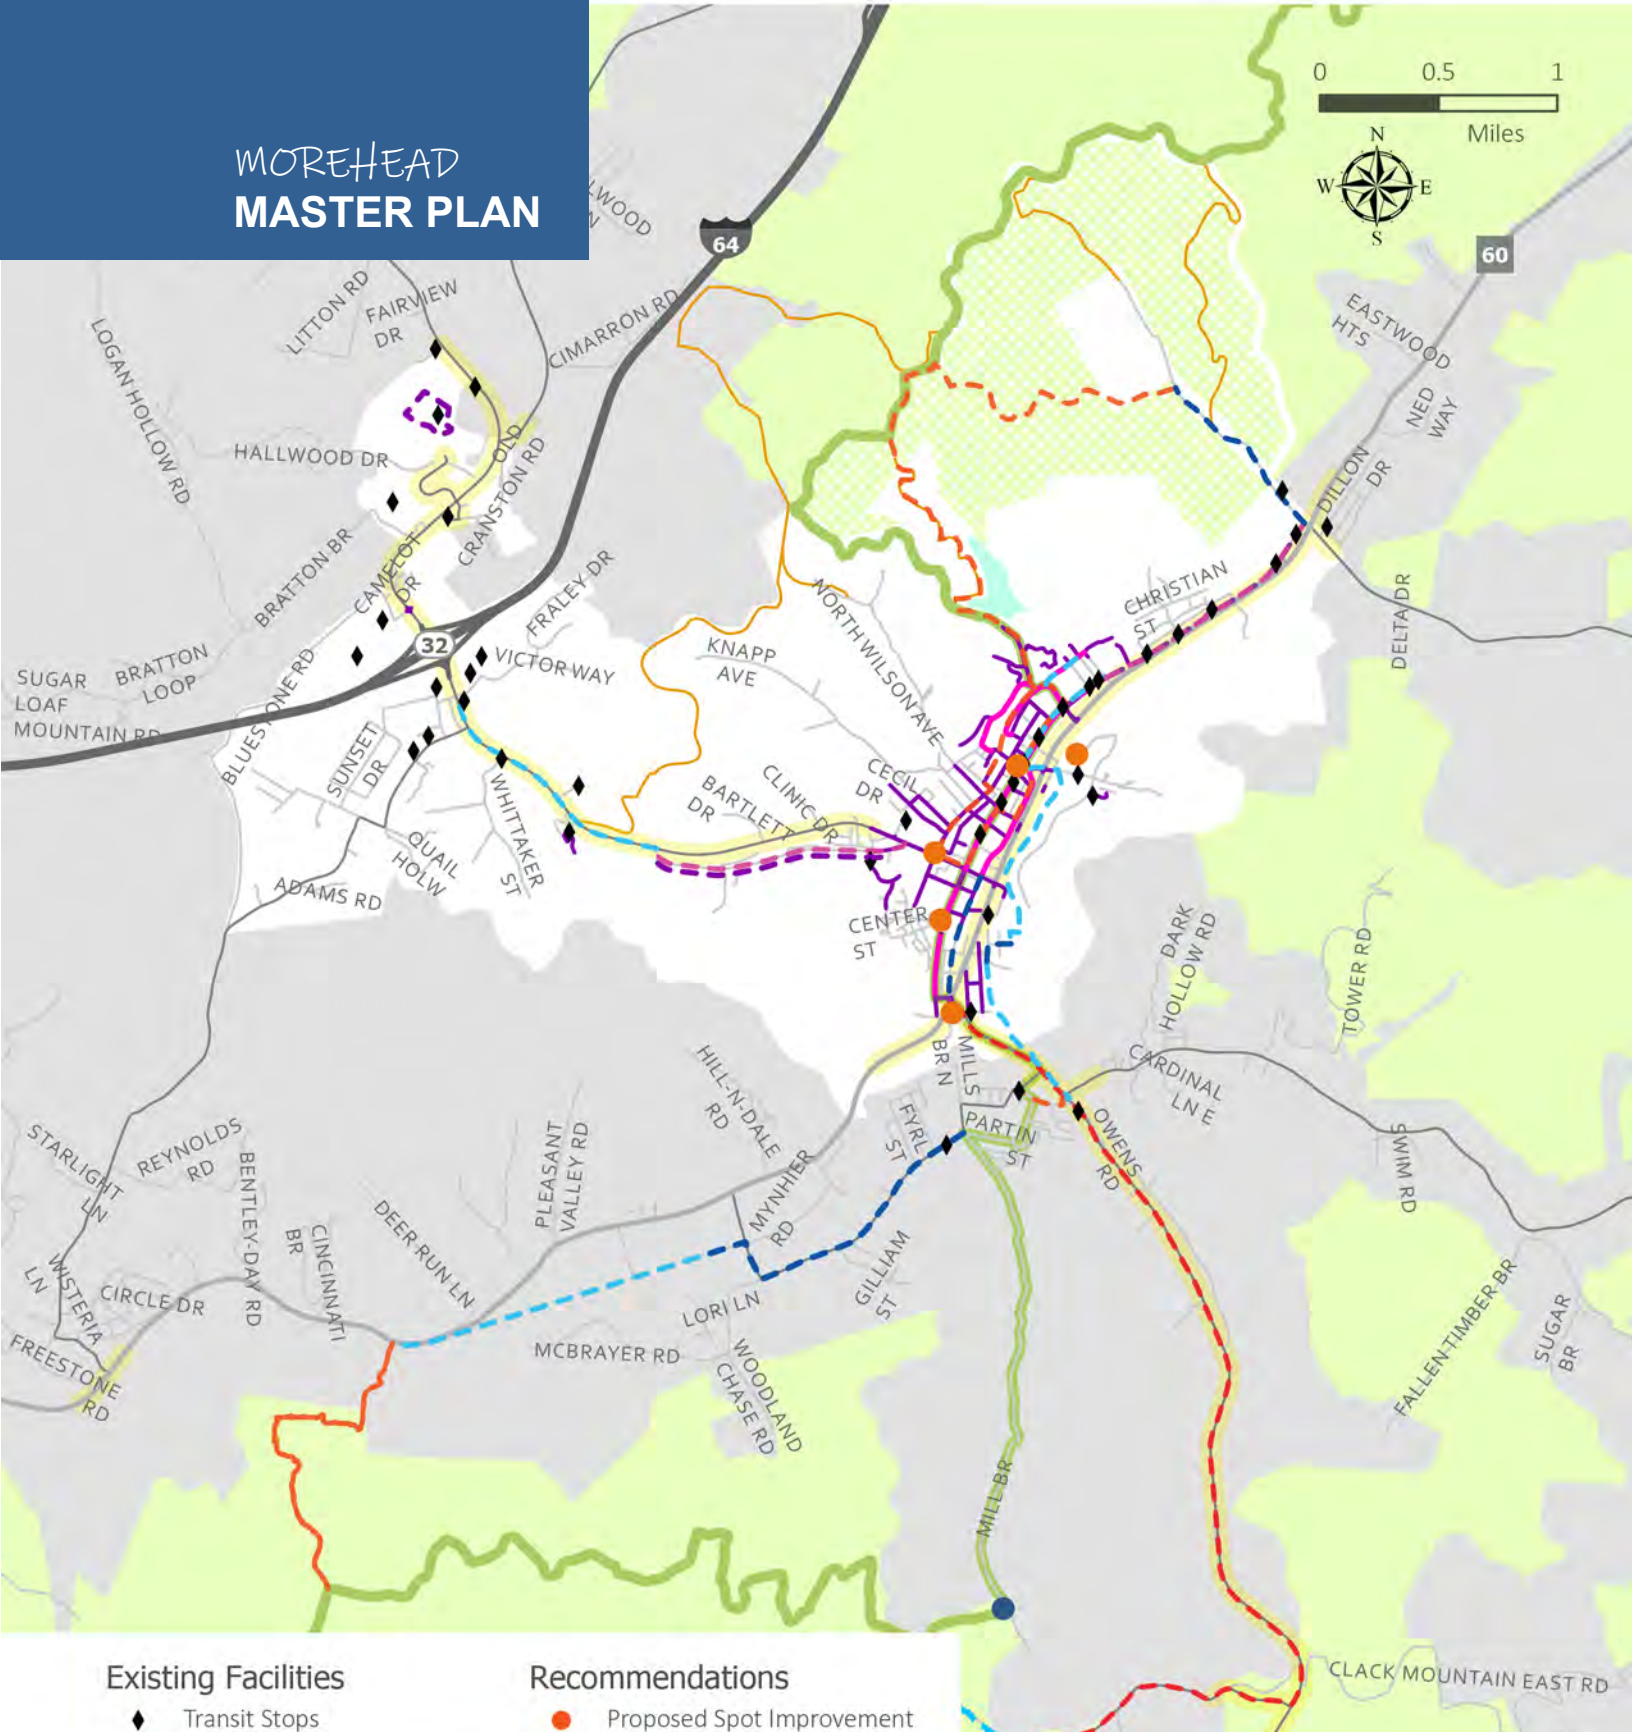 MOREHEAD
MASTER PLAN
0 0.5 1
Miles
N
W E
S
64
60
LITTON RD
FAIRVIEW
DR
CIMARRON RD
LOGAN HOLLOW RD
HALLWOOD DR
OLD
CRANSTON RD
EASTWOOD
HTS
NED
WAY
DILLON
DR
BRATTON BR
CAMELOT
DR
FRALEY DR
32
VICTOR WAY
NORTH WILSON AVE
CHRISTIAN
ST
DELTA DR
KNAPP
AVE
SUGAR
LOAF
MOUNTAIN RD
BRATTON
LOOP
BLUESTONE RD
SUNSET
DR
WHITTAKER
ST
BARTLETT
DR
CLINIC DR
CECIL
DR
QUAIL
HOLW
ADAMS RD
CENTER
ST
DARK
HOLLOW RD
TOWER RD
BR N
MILLS
CARDINAL
LN E
HILL-N-DALE
RD
FYRL
ST
PARTIN
ST
OWENS
RD
SWIM RD
STARLIGHT
LN
REYNOLDS
RD
BENTLEY-DAY RD
PLEASANT
VALLEY RD
MYNHIER
RD
CINCINNATI
BR
DEER RUN LN
GILLIAM
ST
WISTERIA
LN
CIRCLE DR
LORI LN
FREESTONE
RD
MCBRAYER RD
WOODLAND
CHASE RD
FALLEN TIMBER BR
SUGAR
BR
MILL BR
CLACK MOUNTAIN EAST RD
Existing Facilities
Transit Stops
Recommendations
Proposed Spot Improvement